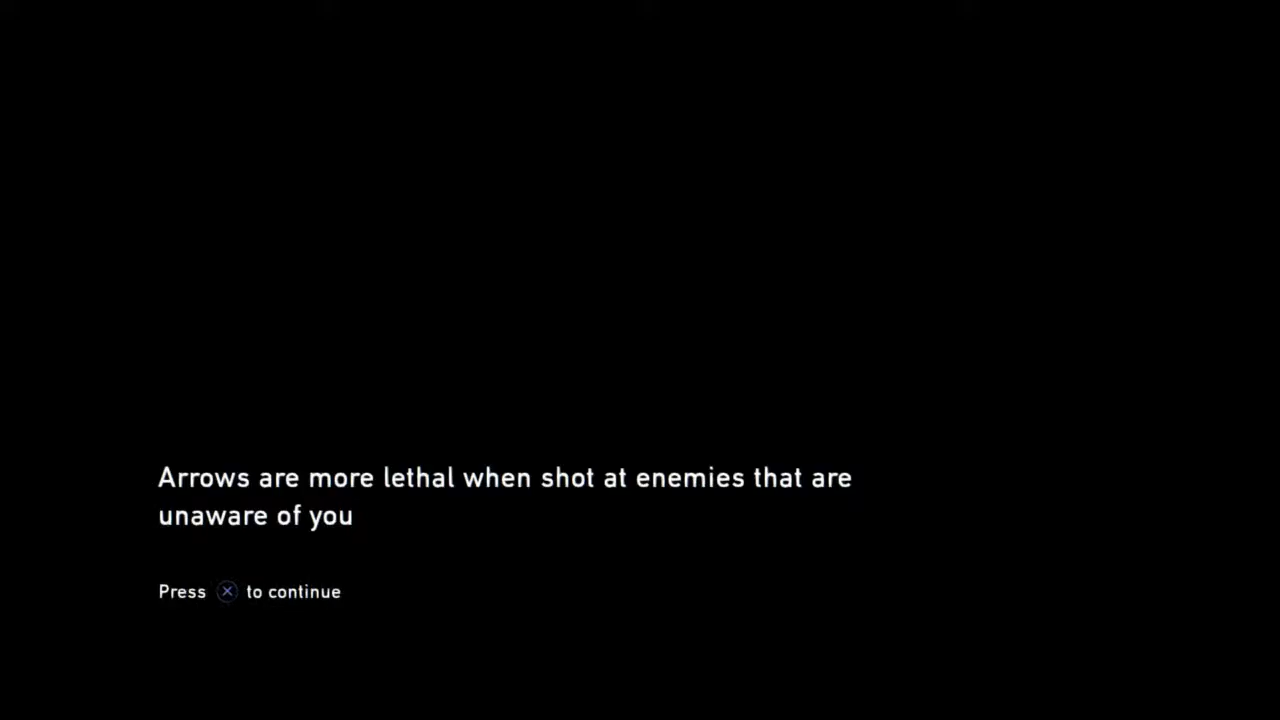 Arrows are more lethal when shot at enemies that are
unaware of you
Press ⊗ to continue